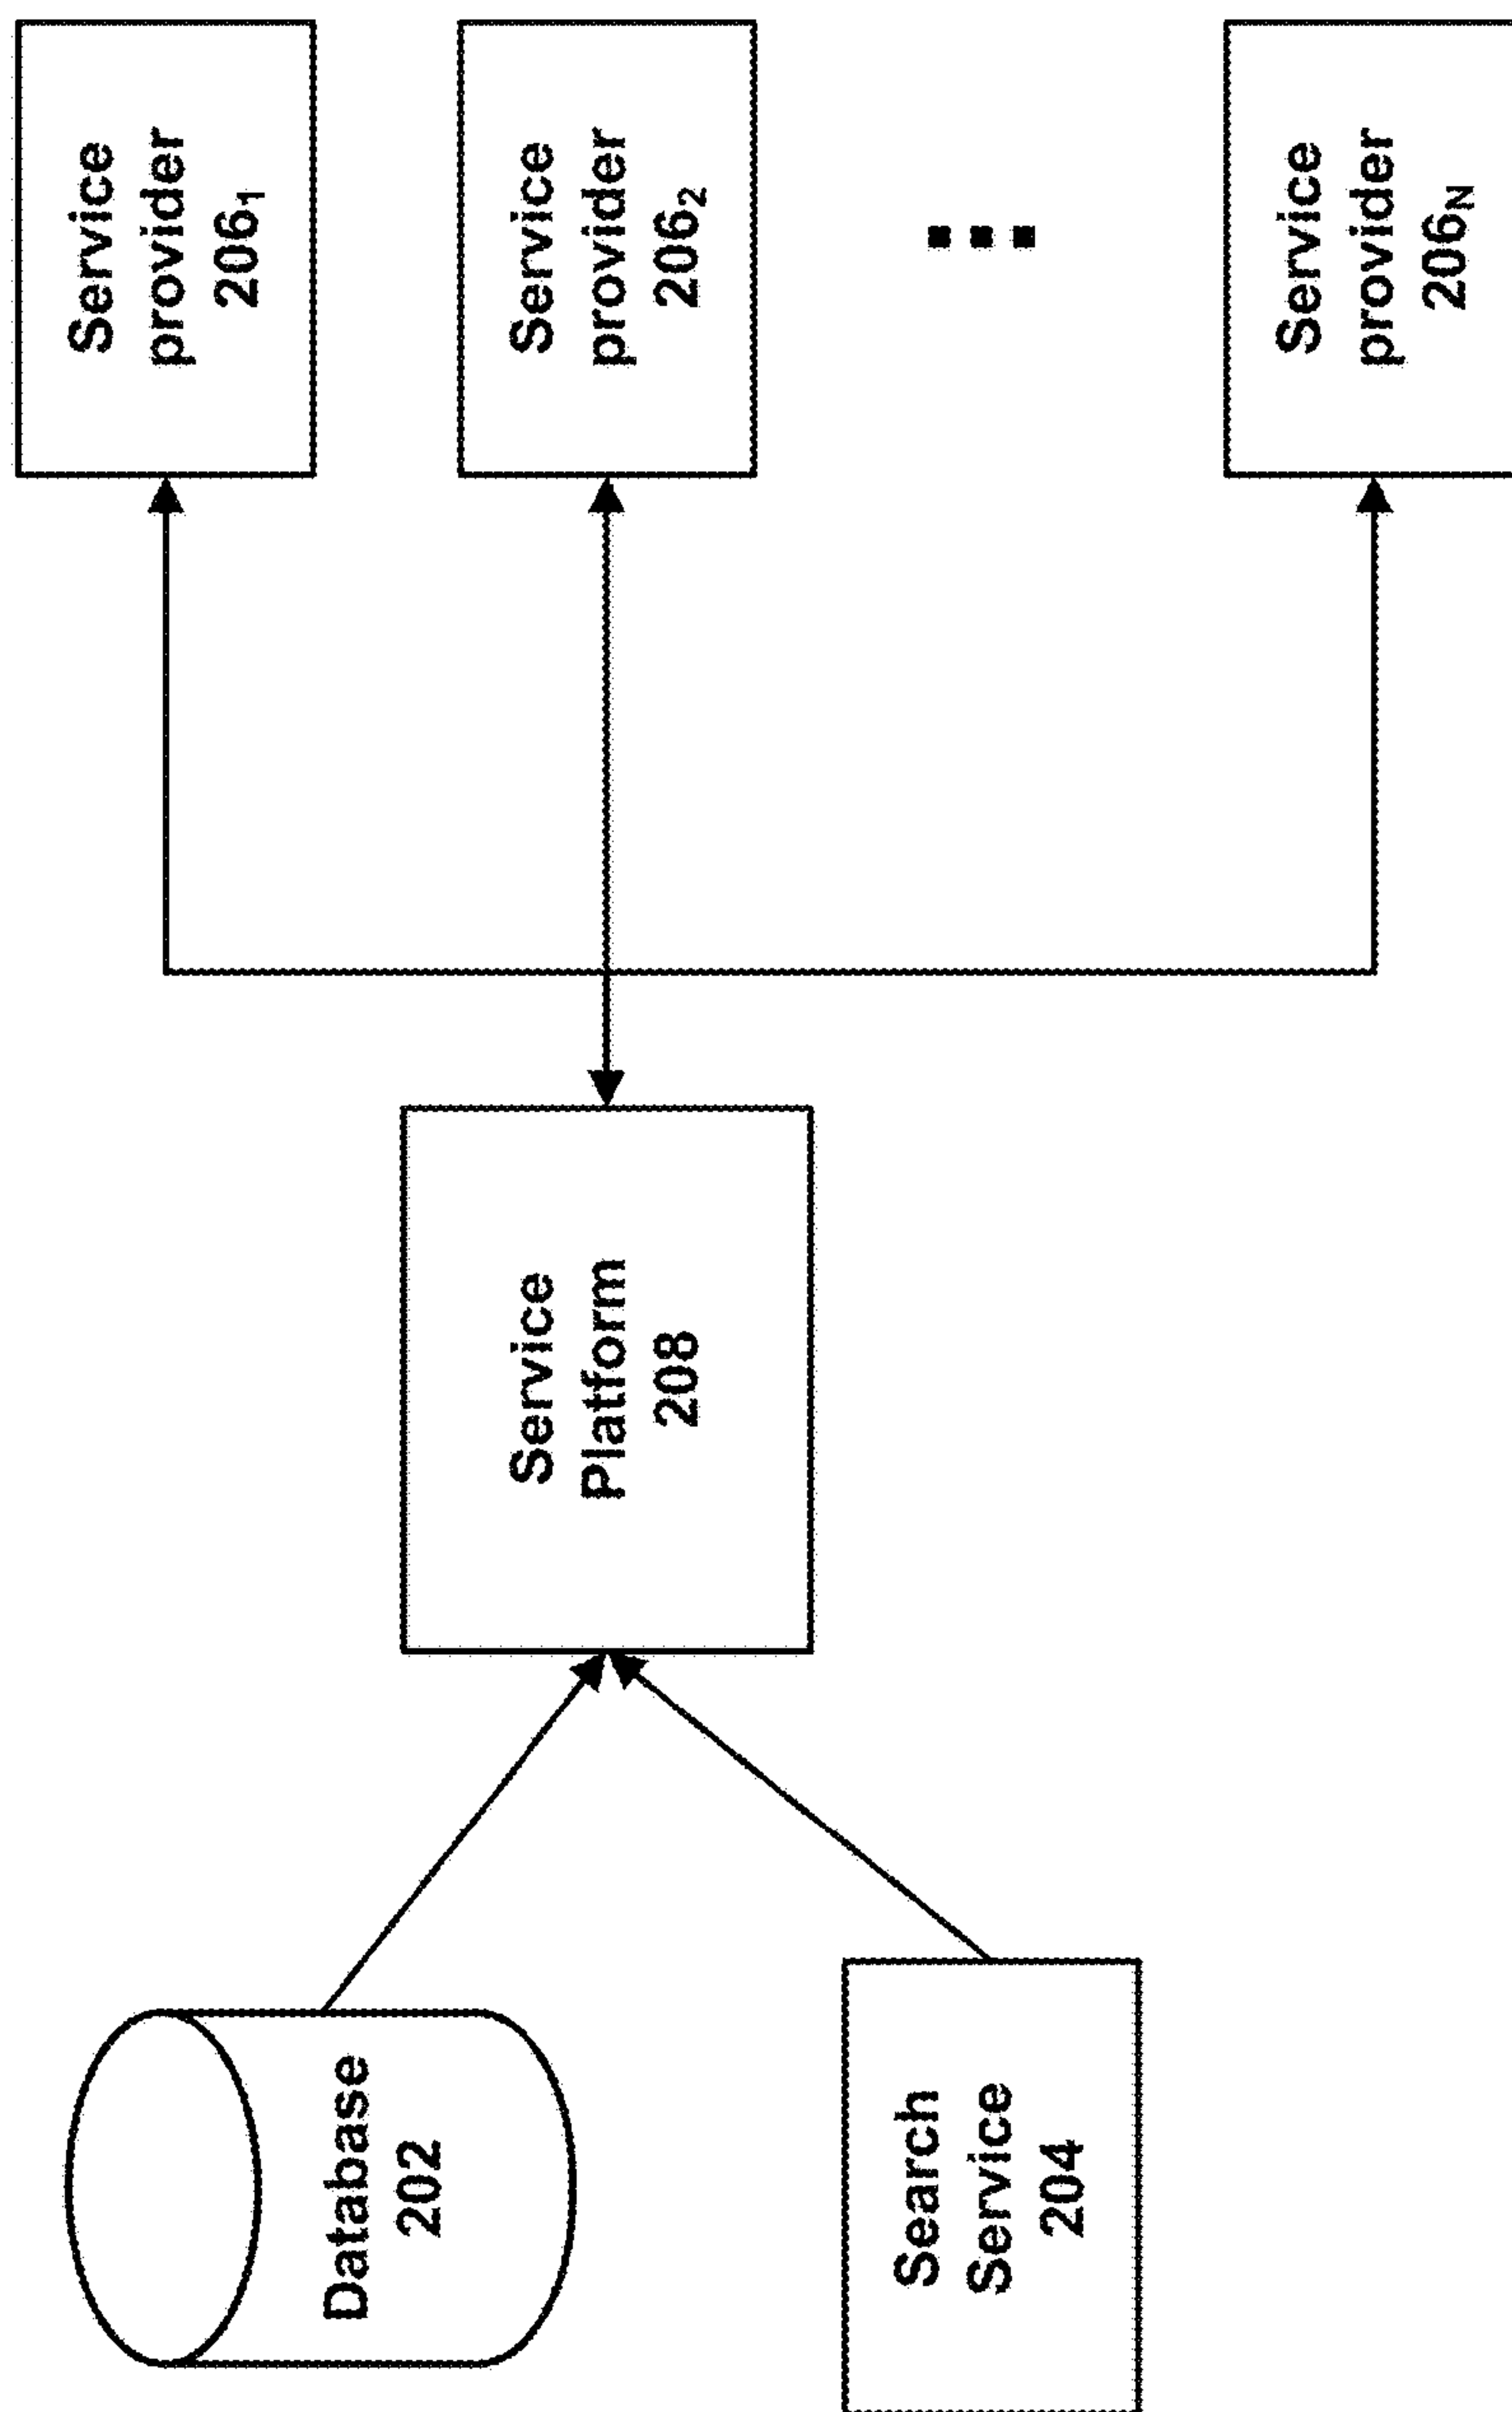 Database
202
Search
Service
204
Service
Platform
208
Service
provider
206₁
Service
provider
206₂
Service
provider
206N